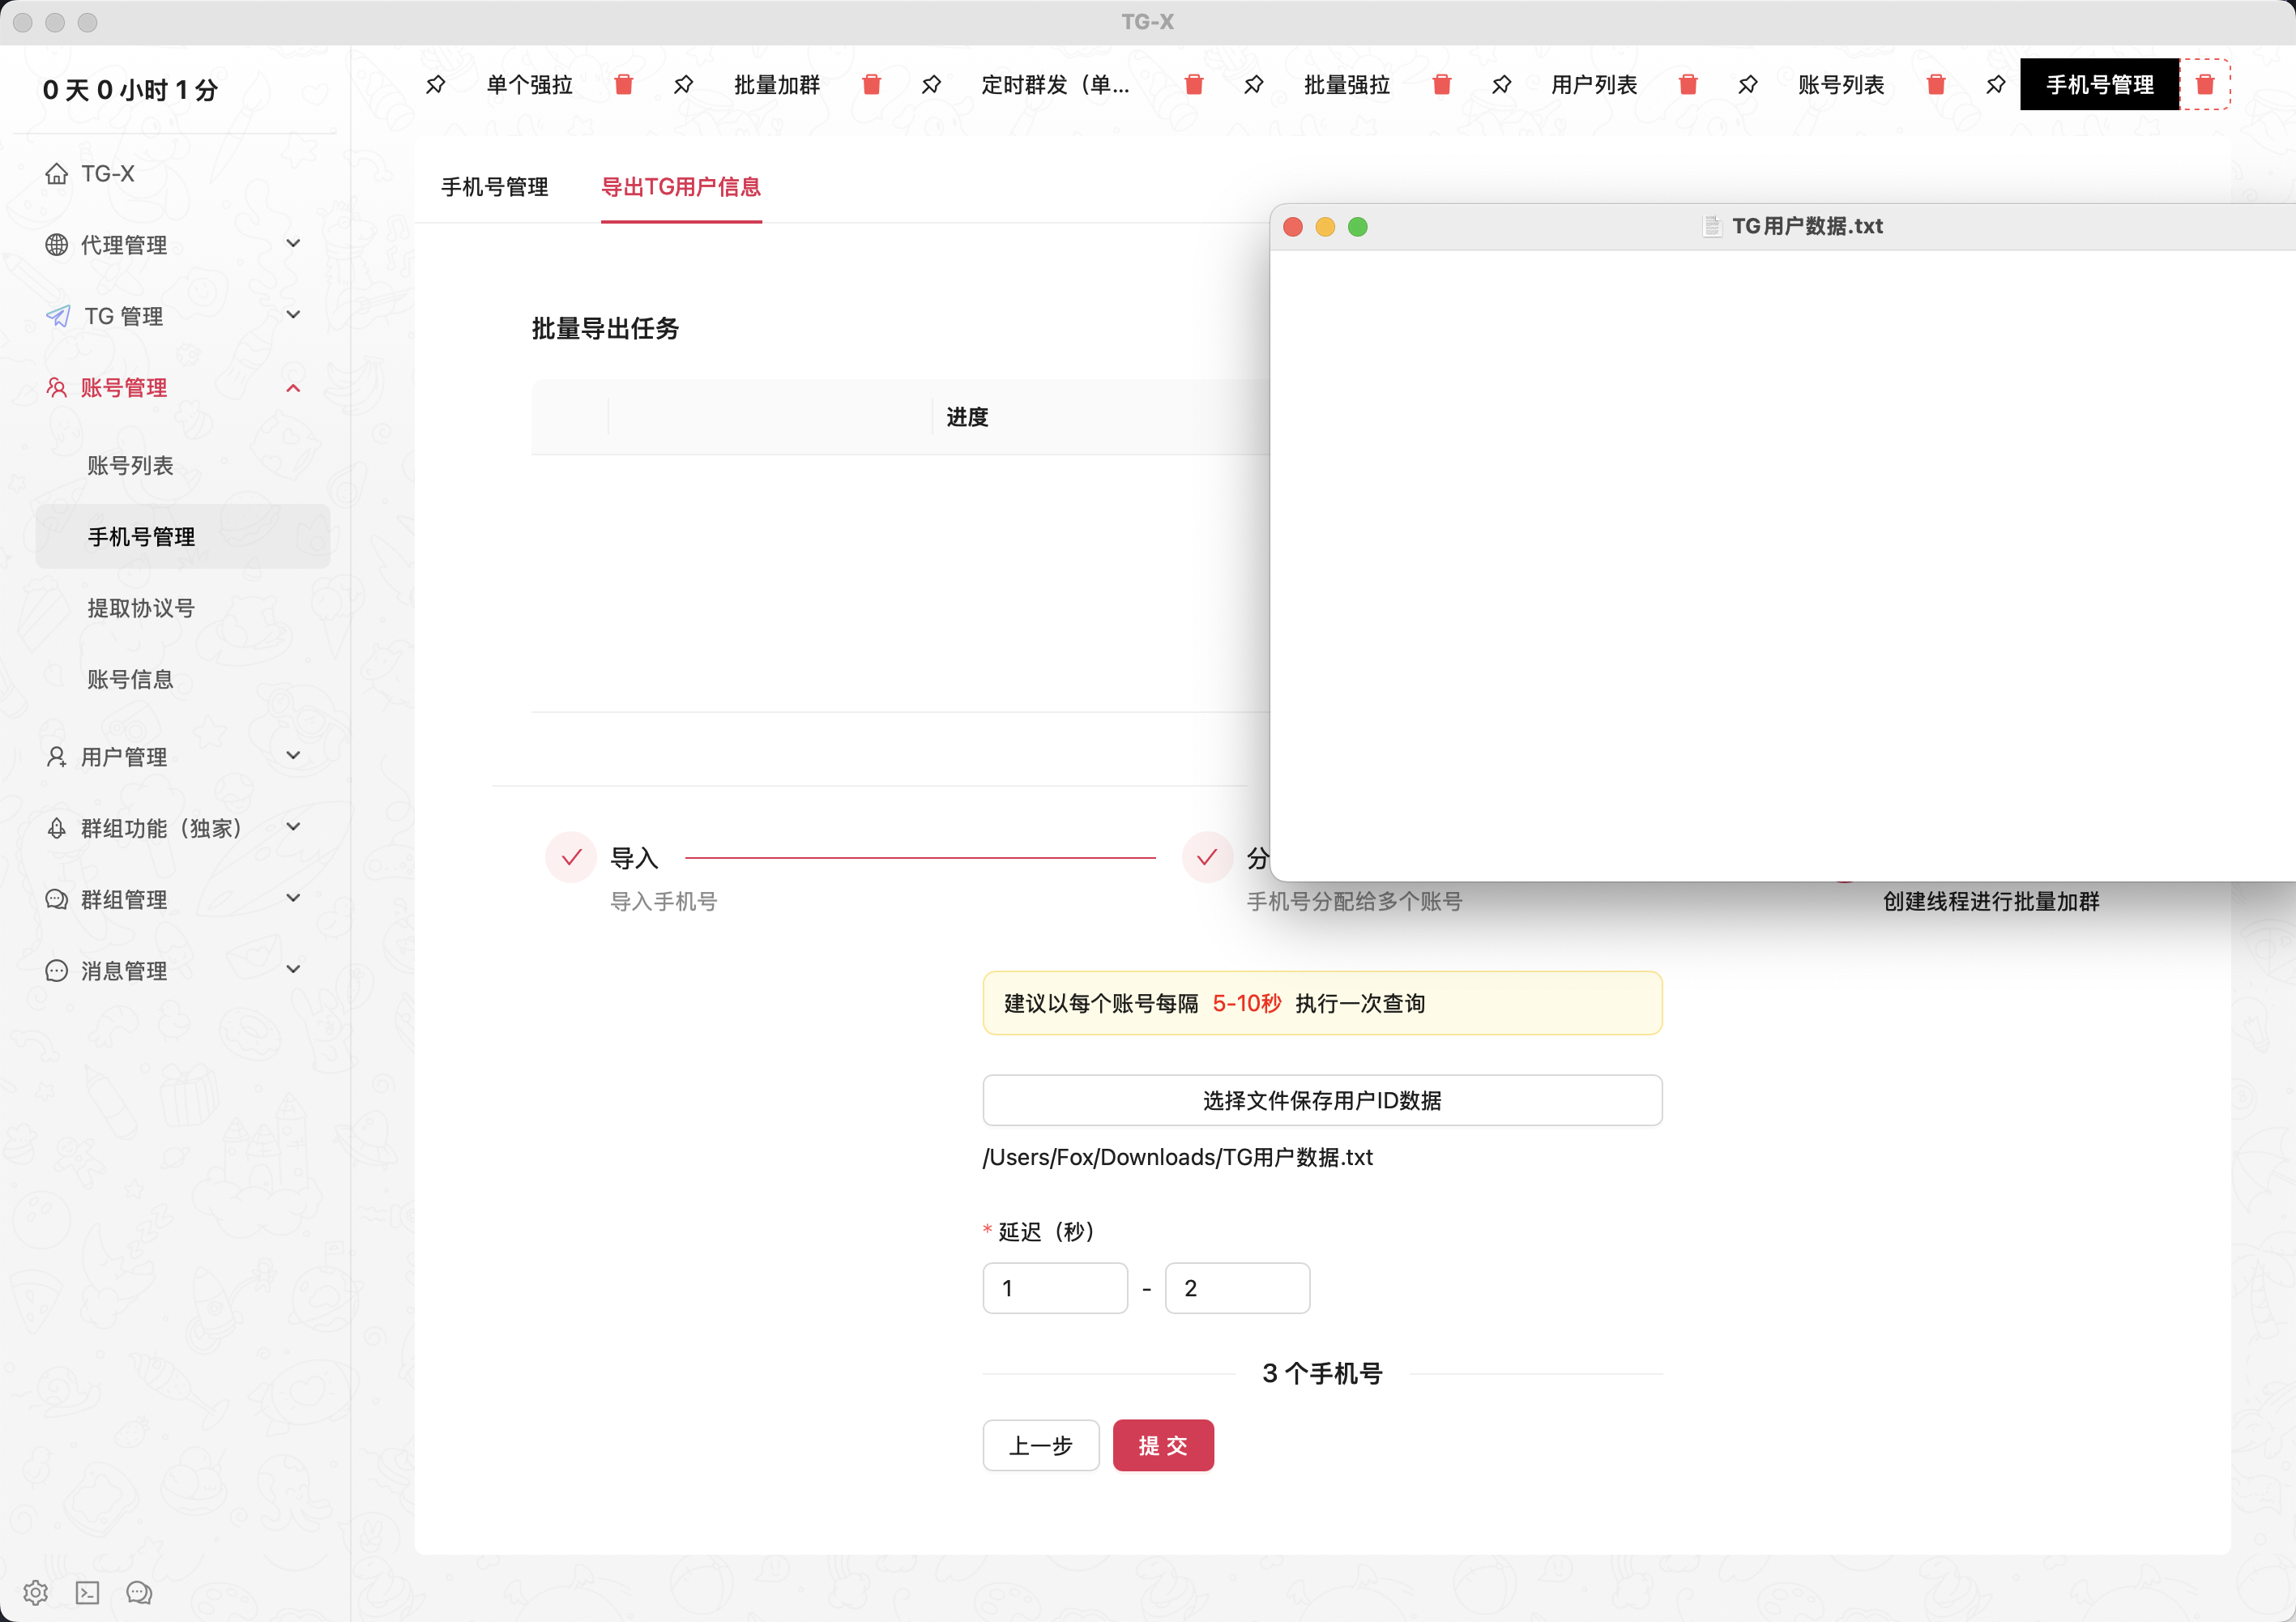 TG-X
0 天 0 小时 1 分
单个强拉
批量加群
定时群发（单...
批量强拉
用户列表
账号列表
手机号管理
TG-X
代理管理
TG 管理
账号管理
账号列表
手机号管理
提取协议号
账号信息
用户管理
群组功能（独家）
群组管理
消息管理
手机号管理
导出TG用户信息
TG用户数据.txt
批量导出任务
进度
导入
导入手机号
分
手机号分配给多个账号
创建线程进行批量加群
建议以每个账号每隔 5-10秒 执行一次查询
选择文件保存用户ID数据
/Users/Fox/Downloads/TG用户数据.txt
* 延迟（秒）
1 - 2
3 个手机号
上一步
提 交